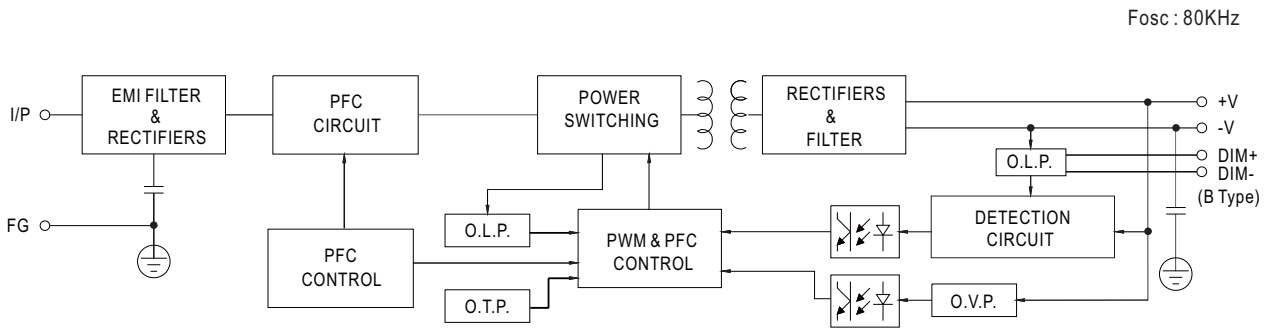 Fosc : 80KHz
I/P
EMI FILTER
&
RECTIFIERS
PFC
CIRCUIT
POWER
SWITCHING
RECTIFIERS
&
FILTER
+V
-V
DIM+
DIM-
(B Type)
O.L.P.
FG
O.L.P.
DETECTION
CIRCUIT
PFC
CONTROL
PWM & PFC
CONTROL
O.T.P.
O.V.P.